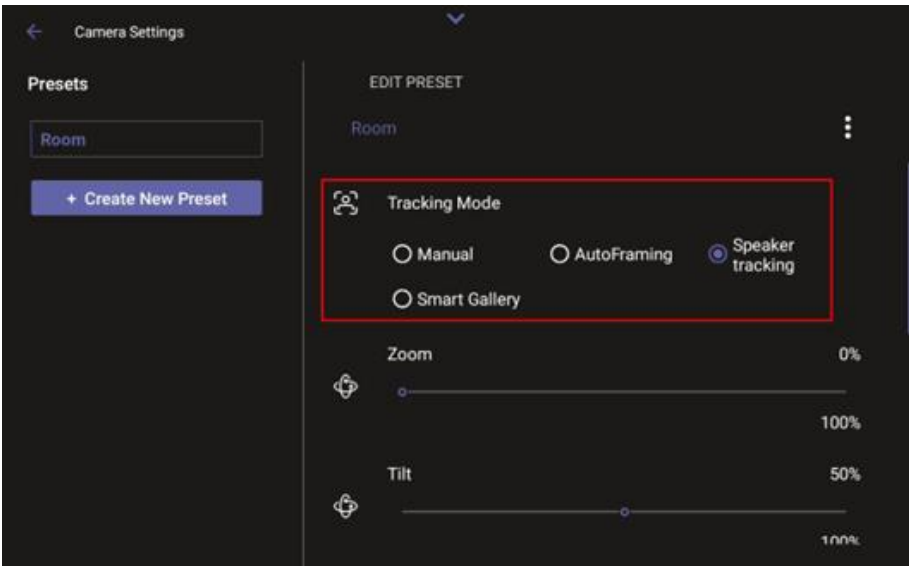 Camera Settings
Presets
Room
+ Create New Preset
EDIT PRESET
Room
Tracking Mode
Manual
AutoFraming
Speaker
tracking
Smart Gallery
Zoom
0%
100%
Tilt
50%
100%